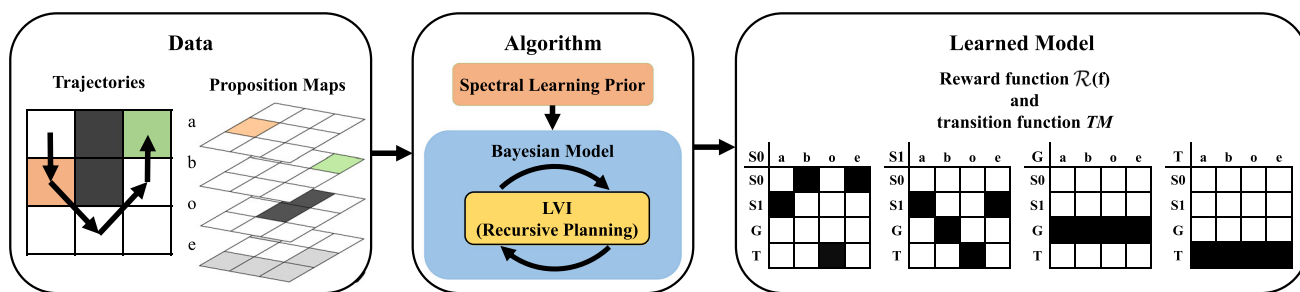 Data
Trajectories
Proposition Maps
a
b
o
e
Algorithm
Spectral Learning Prior
Bayesian Model
LVI
(Recursive Planning)
Learned Model
Reward function ℛ(f)
and
transition function TM
S0 a b o e
S0
S1
G
T
S1 a b o e
S0
S1
G
T
G a b o e
S0
S1
G
T
T a b o e
S0
S1
G
T